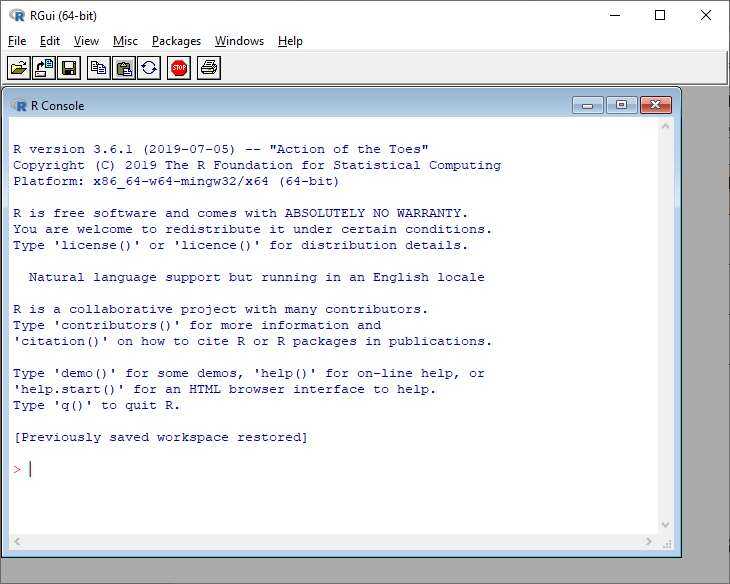 RGui (64-bit)
File Edit View Misc Packages Windows Help
STOP
R Console
R version 3.6.1 (2019-07-05) -- "Action of the Toes"
Copyright (C) 2019 The R Foundation for Statistical Computing
Platform: x86_64-w64-mingw32/x64 (64-bit)
R is free software and comes with ABSOLUTELY NO WARRANTY.
You are welcome to redistribute it under certain conditions.
Type 'license()' or 'licence()' for distribution details.
Natural language support but running in an English locale
R is a collaborative project with many contributors.
Type 'contributors()' for more information and
'citation()' on how to cite R or R packages in publications.
Type 'demo()' for some demos, 'help()' for on-line help, or
'help.start()' for an HTML browser interface to help.
Type 'q()' to quit R.
[Previously saved workspace restored]
>